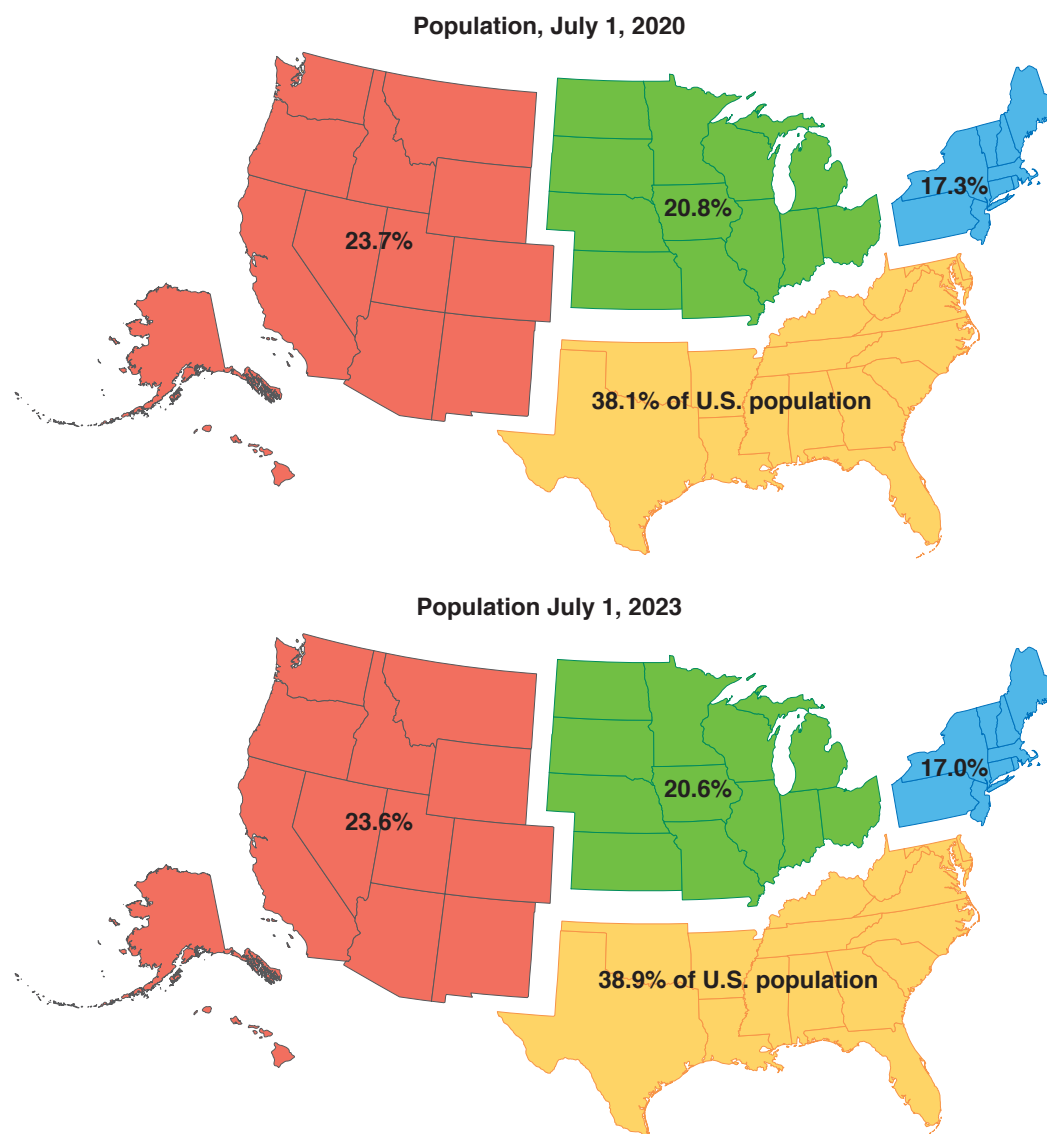 Population, July 1, 2020
17.3%
20.8%
23.7%
38.1% of U.S. population
Population July 1, 2023
17.0%
20.6%
23.6%
38.9% of U.S. population